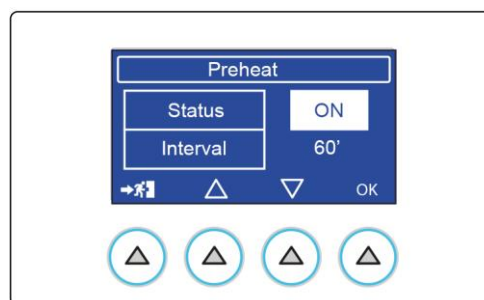 Preheat
Status ON
Interval 60’
OK